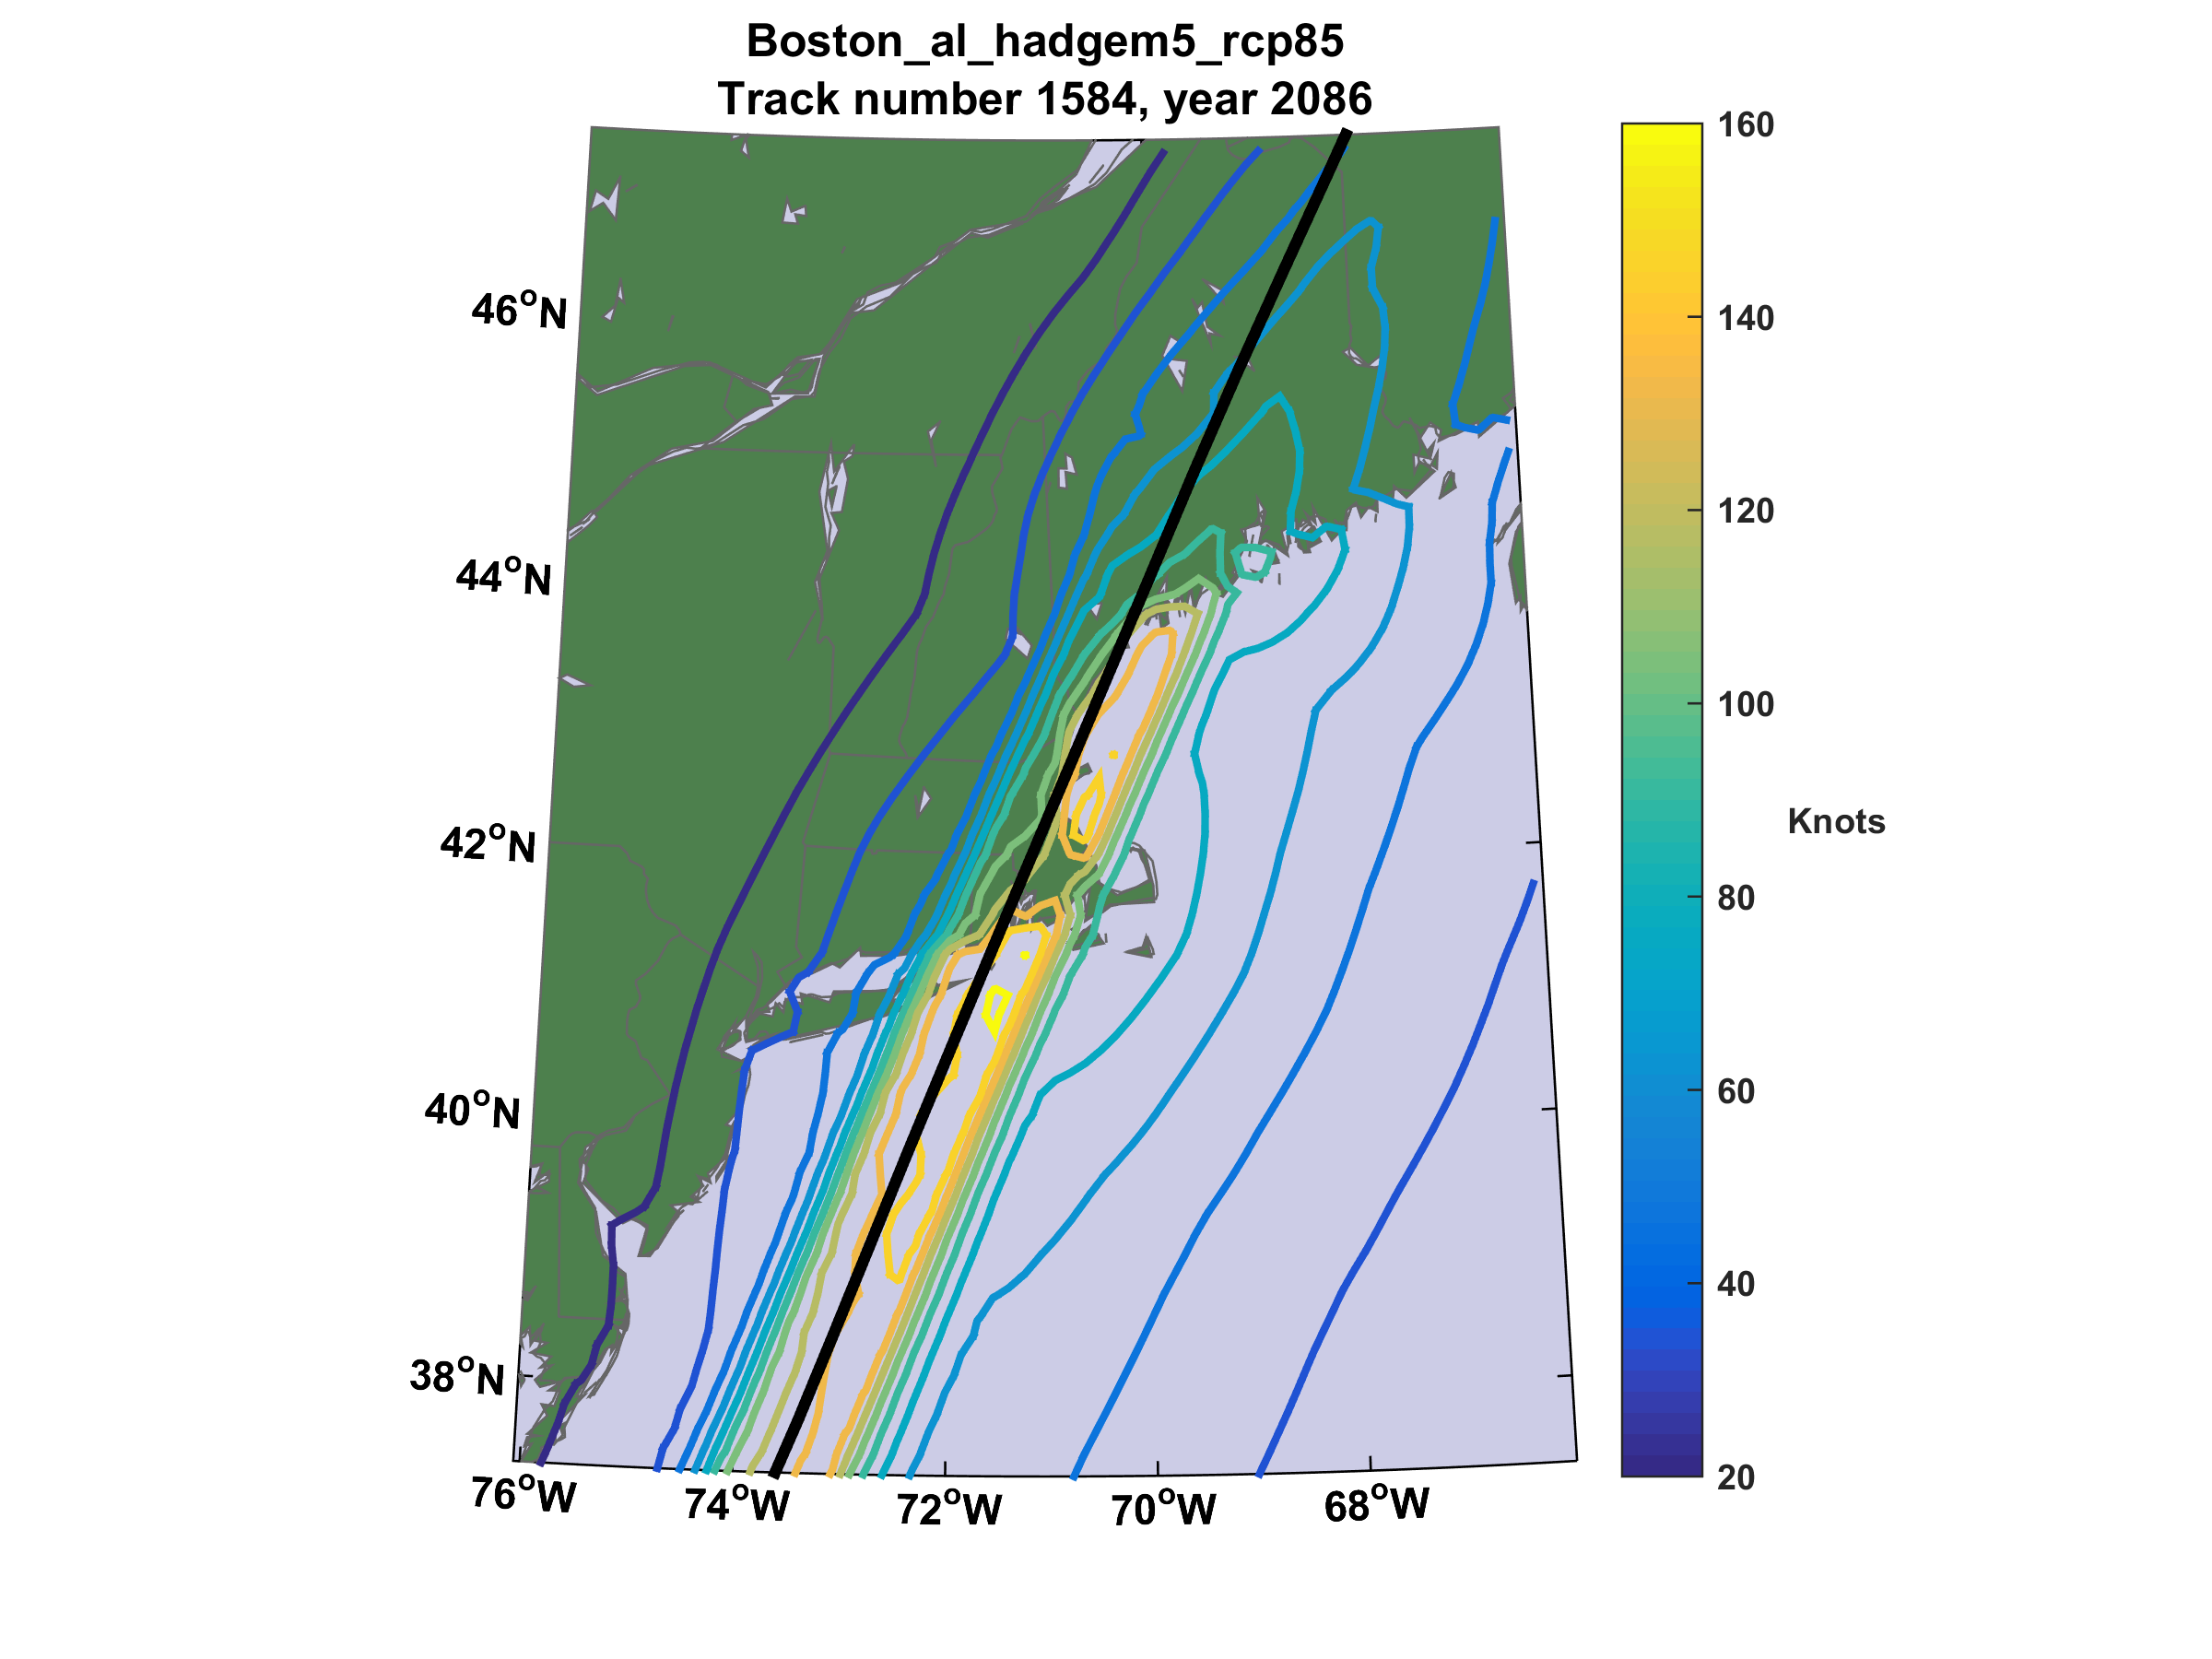 Boston_al_hadgem5_rcp85
Track number 1584, year 2086
46°N
44°N
42°N
40°N
38°N
76°W
74°W
72°W
70°W
68°W
160
140
120
100
80
60
40
20
Knots